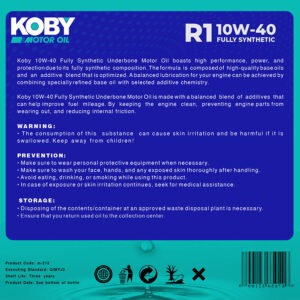 KOBY
MOTOR OIL
R1 10W-40
FULLY SYNTHETIC
Koby 10W-40 Fully Synthetic Underbone Motor Oil boasts high performance, power, and
protection due to its fully synthetic composition. The formula is composed of high-quality base oils
and an additive blend that is optimized. A balanced lubrication for your engine can be achieved by
combining specially refined base oil with selected additive chemistry.
Koby 10W-40 Fully Synthetic Underbone Motor Oil is made with a balanced blend of additives that
can help improve fuel mileage. By keeping the engine clean, preventing engine parts from
wearing out, and reducing internal friction.
WARNING:
• The consumption of this substance can cause skin irritation and be harmful if it is
swallowed. Keep away from children!
PREVENTION:
• Make sure to wear personal protective equipment when necessary.
• Make sure to wash your face, hands, and any exposed skin thoroughly after handling.
• Avoid eating, drinking, or smoking while using this product.
• In case of exposure or skin irritation continues, seek for medical assistance.
STORAGE:
• Disposing of the contents/container at an approved waste disposal plant is necessary.
• Ensure that you return used oil to the collection center.
Product Code:
Executing Standard:
Shelf Life: Three years
Product Date: See bottom of bottle